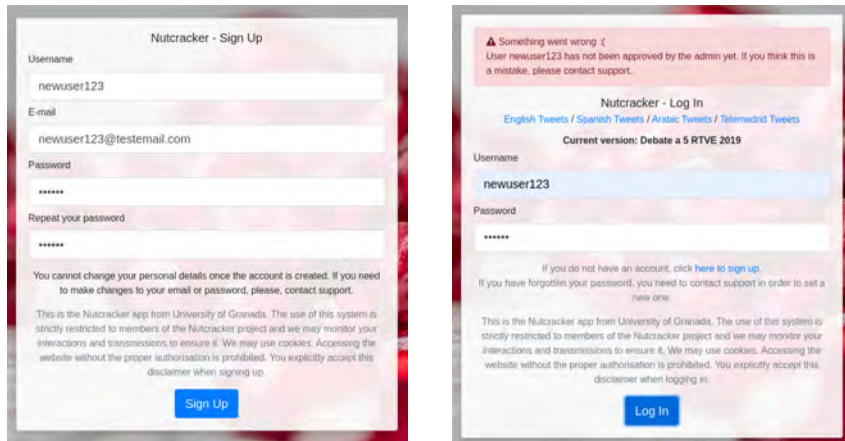 Nutcracker - Sign Up
Username
newuser123
E-mail
newuser123@testemail.com
Password
••••••
Repeat your password
••••••
You cannot change your personal details once the account is created. If you need
to make changes to your email or password, please, contact support.
This is the Nutcracker app from University of Granada. The use of this system is
strictly restricted to members of the Nutcracker project and we may monitor your
interactions and transmissions to ensure it. We may use cookies. Accessing the
website without the proper authorisation is prohibited. You explicitly accept this
disclaimer when signing up.
Sign Up
Something went wrong :(
User newuser123 has not been approved by the admin yet. If you think this is
a mistake, please contact support.
Nutcracker - Log In
English Tweets / Spanish Tweets / Arabic Tweets / Telemadrid Tweets
Current version: Debate a 5 RTVE 2019
Username
newuser123
Password
••••••
If you do not have an account, click here to sign up.
If you have forgotten your password, you need to contact support in order to set a
new one.
This is the Nutcracker app from University of Granada. The use of this system is
strictly restricted to members of the Nutcracker project and we may monitor your
interactions and transmissions to ensure it. We may use cookies. Accessing the
website without the proper authorisation is prohibited. You explicitly accept this
disclaimer when logging in.
Log In